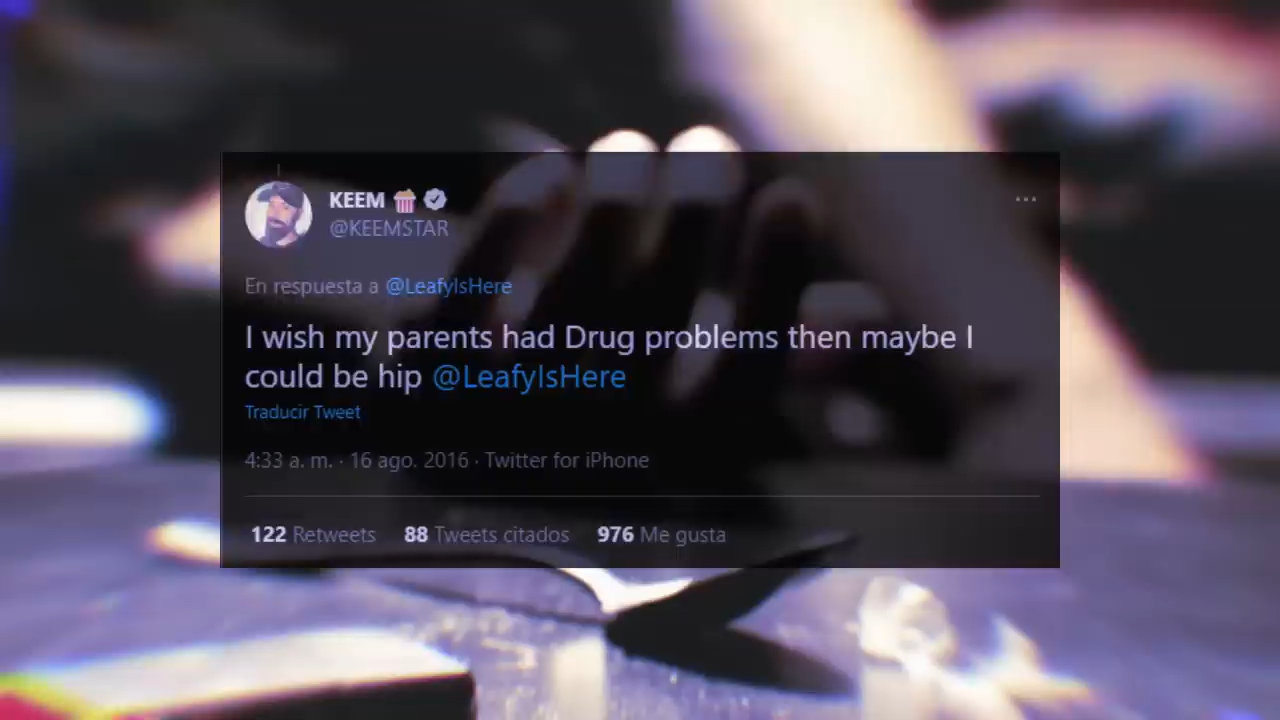 KEEM
@KEEMSTAR
En respuesta a @LeafyIsHere
I wish my parents had Drug problems then maybe I
could be hip @LeafyIsHere
Traducir Tweet
4:33 a. m. · 16 ago. 2016 · Twitter for iPhone
122 Retweets 88 Tweets citados 976 Me gusta